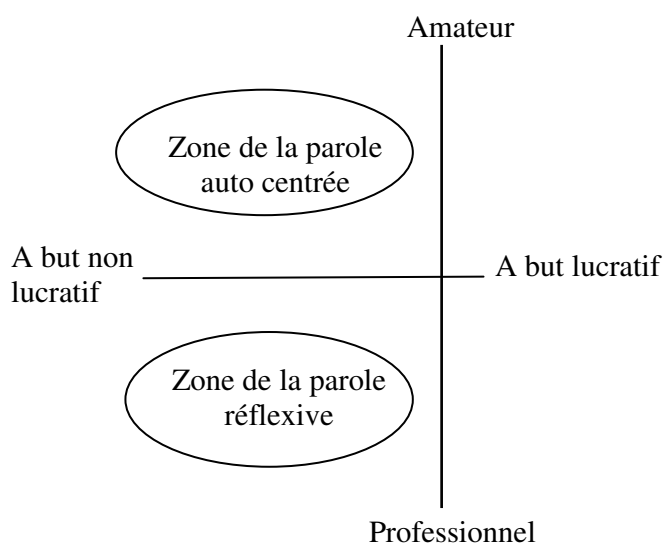 Amateur
Zone de la parole
auto centrée
A but non
lucratif
A but lucratif
Zone de la parole
réflexive
Professionnel